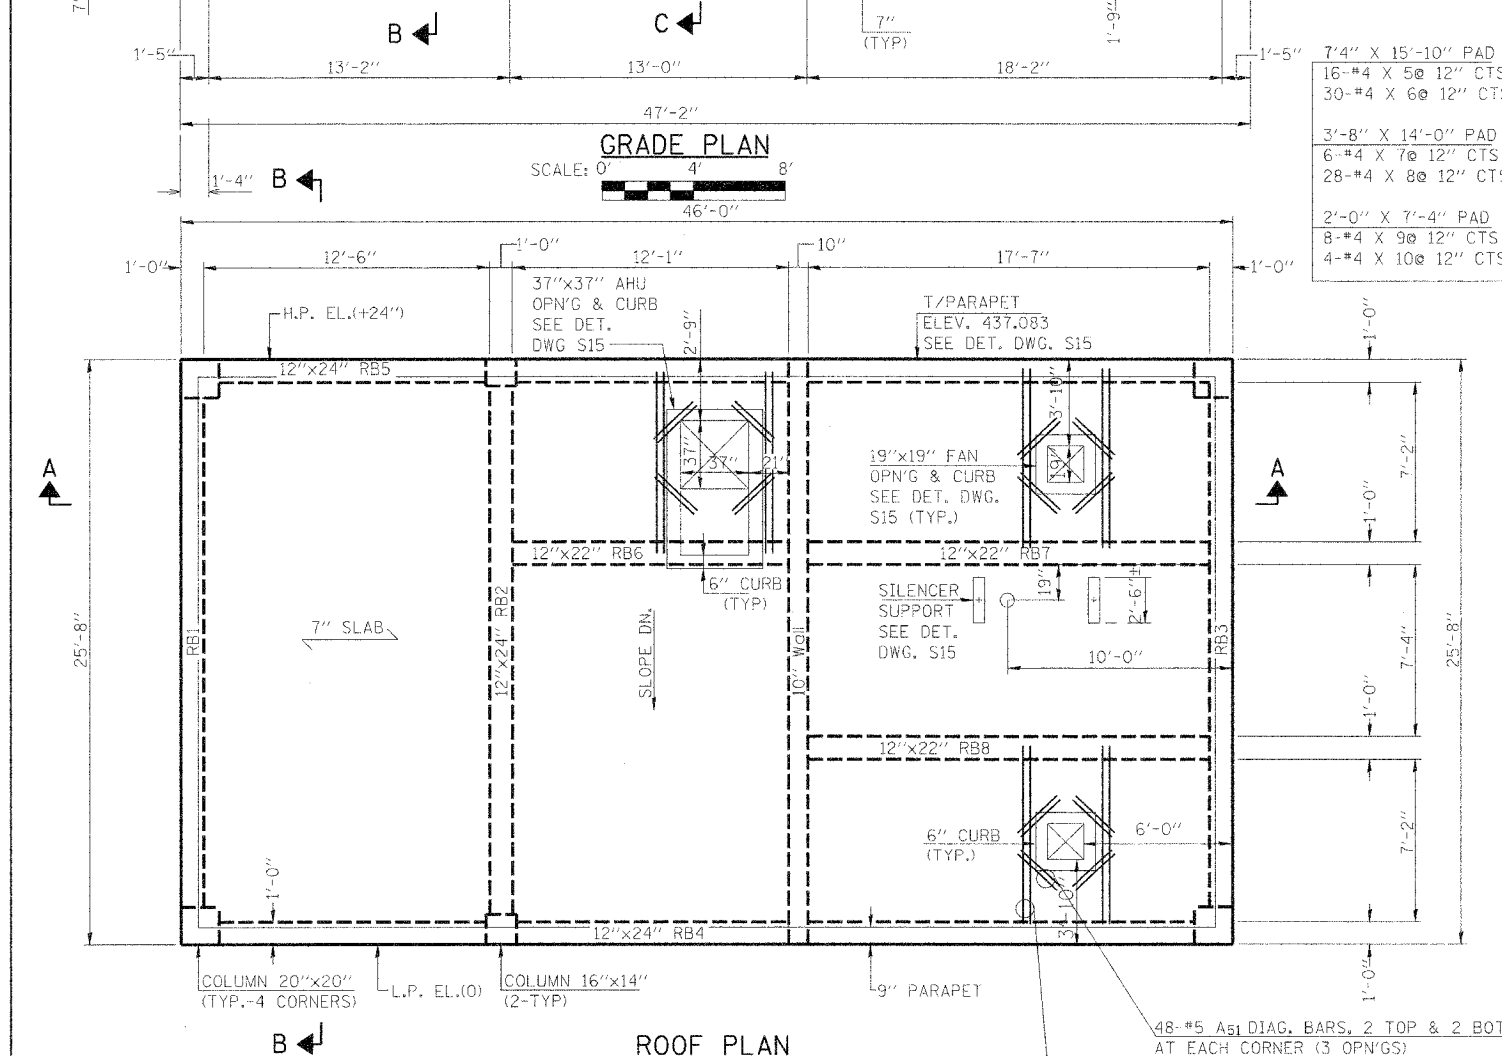 7"
B
C
7"
(TYP)
1'-9"
1'-5"
13'-2"
13'-0"
18'-2"
1'-5"
47'-2"
7'4" X 15'-10" PAD
16-#4 X 5@ 12" CTS
30-#4 X 6@ 12" CTS
3'-8" X 14'-0" PAD
6-#4 X 7@ 12" CTS
28-#4 X 8@ 12" CTS
2'-0" X 7'-4" PAD
8-#4 X 9@ 12" CTS
4-#4 X 10@ 12" CTS
GRADE PLAN
SCALE: 0' 4' 8'
1'-4"
B
46'-0"
1'-0"
12'-6"
1'-0"
12'-1"
10"
17'-7"
1'-0"
37"x37" AHU
OPN'G & CURB
SEE DET.
DWG S15
2'-9"
H.P. EL.(+24")
T/PARAPET
ELEV. 437.083
SEE DET. DWG. S15
1'-0"
12"x24" RB5
3'-10"
37"
37"
21"
19"
19"x19" FAN
OPN'G & CURB
SEE DET. DWG.
S15 (TYP.)
A
A
7'-2"
1'-0"
12"x22" RB6
12"x22" RB7
6" CURB
(TYP)
19"
2'-6"±
SILENCER
SUPPORT
SEE DET.
DWG. S15
10'-0"
25'-8"
RB1
7" SLAB
12"x24" RB2
SLOPE DN.
10" Wall
RB3
7'-4"
25'-8"
1'-0"
12"x22" RB8
6" CURB
(TYP.)
6'-0"
7'-2"
3'-10"
1'-0"
12"x24" RB4
COLUMN 20"x20"
(TYP.-4 CORNERS)
L.P. EL.(0)
COLUMN 16"x14"
(2-TYP)
9" PARAPET
1'-0"
B
ROOF PLAN
48-#5 A51 DIAG. BARS, 2 TOP & 2 BOT
AT EACH CORNER (3 OPN'GS)